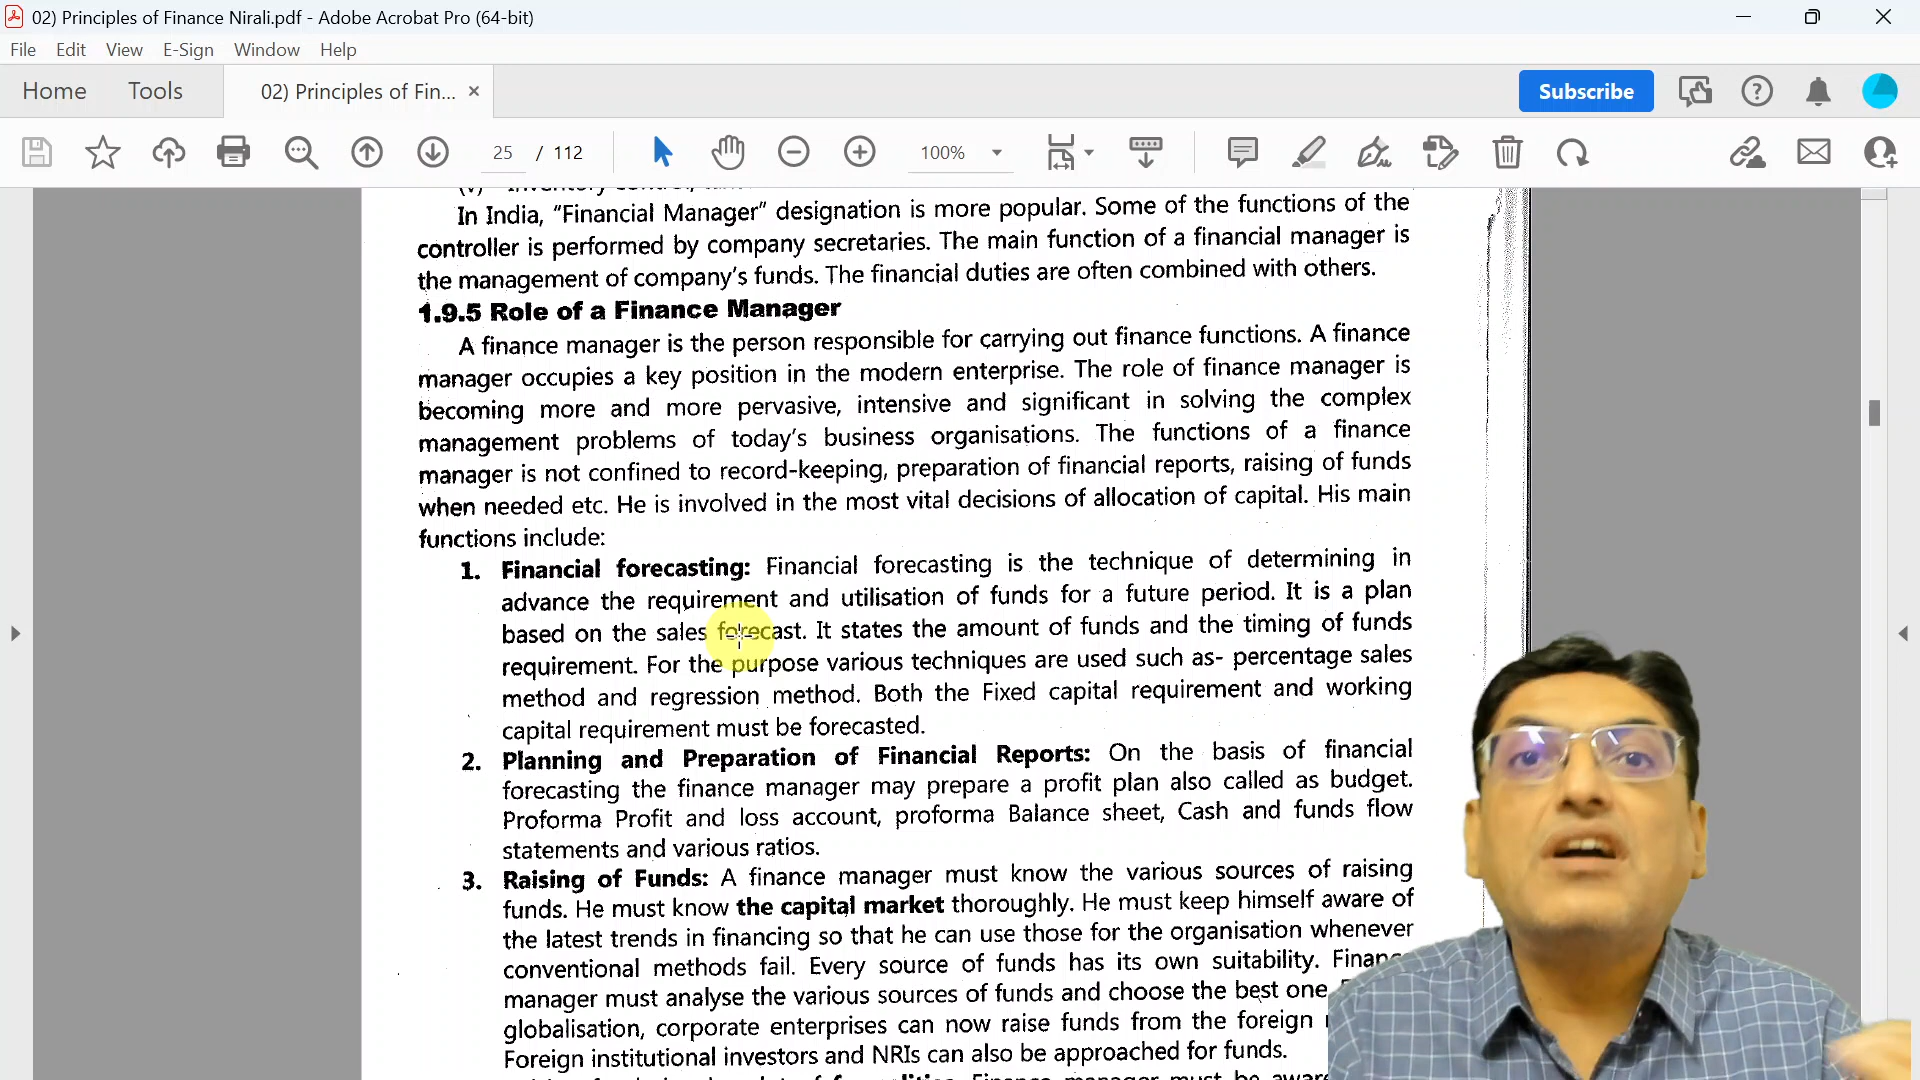 02) Principles of Finance Nirali.pdf - Adobe Acrobat Pro (64-bit)
File Edit View E-Sign Window Help
Home Tools 02) Principles of Fin... × Subscribe
25 / 112 100%
In India, “Financial Manager” designation is more popular. Some of the functions of the
controller is performed by company secretaries. The main function of a financial manager is
the management of company's funds. The financial duties are often combined with others.
1.9.5 Role of a Finance Manager
A finance manager is the person responsible for carrying out finance functions. A finance
manager occupies a key position in the modern enterprise. The role of finance manager is
becoming more and more pervasive, intensive and significant in solving the complex
management problems of today's business organisations. The functions of a finance
manager is not confined to record-keeping, preparation of financial reports, raising of funds
when needed etc. He is involved in the most vital decisions of allocation of capital. His main
functions include:
1. Financial forecasting: Financial forecasting is the technique of determining in
advance the requirement and utilisation of funds for a future period. It is a plan
based on the sales forecast. It states the amount of funds and the timing of funds
requirement. For the purpose various techniques are used such as- percentage sales
method and regression method. Both the Fixed capital requirement and working
capital requirement must be forecasted.
2. Planning and Preparation of Financial Reports: On the basis of financial
forecasting the finance manager may prepare a profit plan also called as budget.
Proforma Profit and loss account, proforma Balance sheet, Cash and funds flow
statements and various ratios.
3. Raising of Funds: A finance manager must know the various sources of raising
funds. He must know the capital market thoroughly. He must keep himself aware of
the latest trends in financing so that he can use those for the organisation whenever
conventional methods fail. Every source of funds has its own suitability.
manager must analyse the various sources of funds and choose the best one
globalisation, corporate enterprises can now raise funds from the foreign
Foreign institutional investors and NRIs can also be approached for funds.